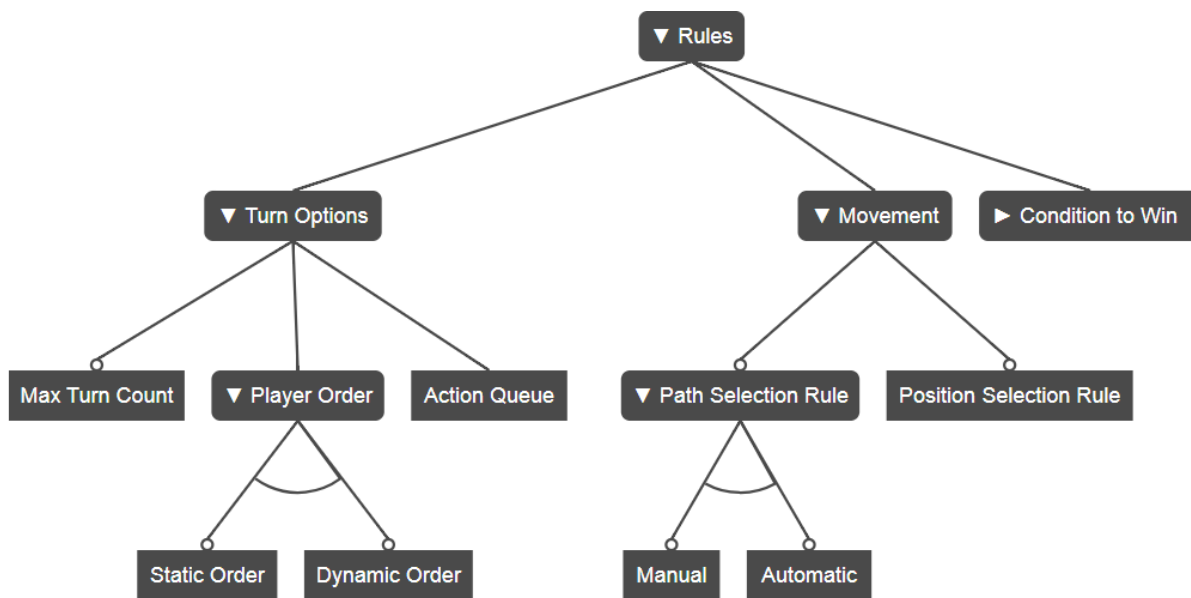 ▼ Rules
▼ Turn Options
▼ Movement
► Condition to Win
Max Turn Count
▼ Player Order
Action Queue
▼ Path Selection Rule
Position Selection Rule
Static Order
Dynamic Order
Manual
Automatic